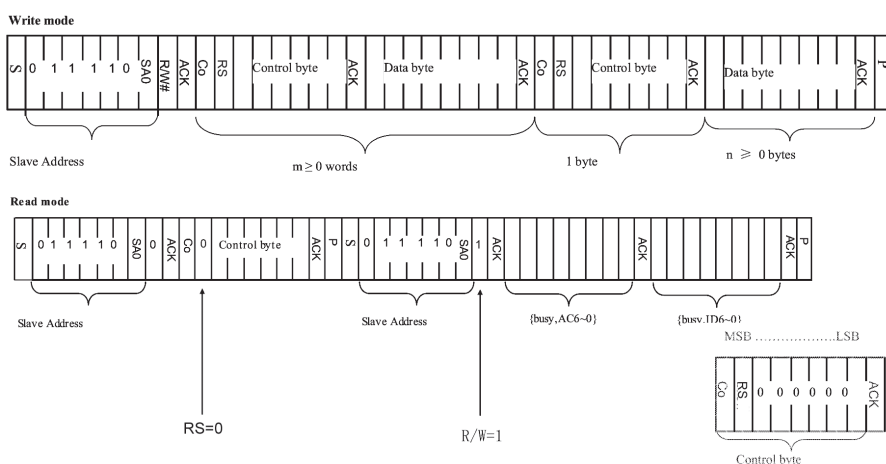 Write mode
S 0 1 1 1 1 0 SA0 R/W# ACK Co RS Control byte ACK Data byte ACK Co RS Control byte ACK Data byte ACK P
Slave Address
m ≥ 0 words
1 byte
n ≥ 0 bytes
Read mode
S 0 1 1 1 1 0 SA0 0 ACK Co 0 Control byte ACK P S 0 1 1 1 1 0 SA0 1 ACK ACK ACK P
Slave Address
Slave Address
{busy,AC6~0}
{busy,ID6~0}
MSB ....................LSB
Co RS 0 0 0 0 0 0 ACK
RS=0
R/W=1
Control byte